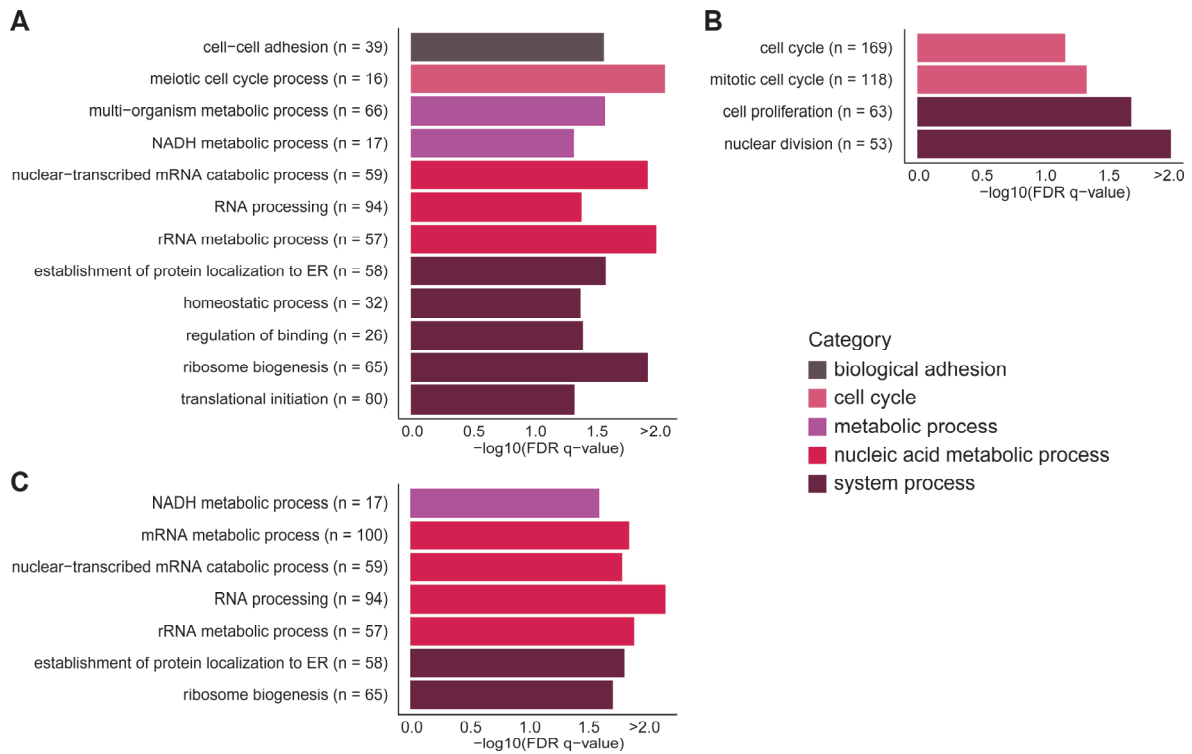 A
cell−cell adhesion (n = 39)
meiotic cell cycle process (n = 16)
multi−organism metabolic process (n = 66)
NADH metabolic process (n = 17)
nuclear−transcribed mRNA catabolic process (n = 59)
RNA processing (n = 94)
rRNA metabolic process (n = 57)
establishment of protein localization to ER (n = 58)
homeostatic process (n = 32)
regulation of binding (n = 26)
ribosome biogenesis (n = 65)
translational initiation (n = 80)
0.0 0.5 1.0 1.5 >2.0
−log10(FDR q−value)
B
cell cycle (n = 169)
mitotic cell cycle (n = 118)
cell proliferation (n = 63)
nuclear division (n = 53)
0.0 0.5 1.0 1.5 >2.0
−log10(FDR q−value)
Category
biological adhesion
cell cycle
metabolic process
nucleic acid metabolic process
system process
C
NADH metabolic process (n = 17)
mRNA metabolic process (n = 100)
nuclear−transcribed mRNA catabolic process (n = 59)
RNA processing (n = 94)
rRNA metabolic process (n = 57)
establishment of protein localization to ER (n = 58)
ribosome biogenesis (n = 65)
0.0 0.5 1.0 1.5 >2.0
−log10(FDR q−value)